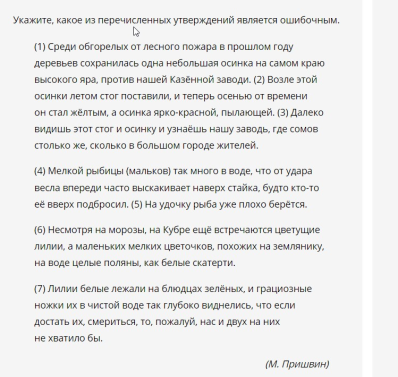 Укажите, какое из перечисленных утверждений является ошибочным.
(1) Среди обгорелых от лесного пожара в прошлом году
деревьев сохранилась одна небольшая осинка на самом краю
высокого яра, против нашей Казённой заводи. (2) Возле этой
осинки летом стог поставили, и теперь осенью от времени
он стал жёлтым, а осинка ярко-красной, пылающей. (3) Далеко
видишь этот стог и осинку и узнаёшь нашу заводь, где сомов
столько же, сколько в большом городе жителей.
(4) Мелкой рыбицы (мальков) так много в воде, что от удара
весла впереди часто выскакивает наверх стайка, будто кто-то
её вверх подбросил. (5) На удочку рыба уже плохо берётся.
(6) Несмотря на морозы, на Кубре ещё встречаются цветущие
лилии, а маленьких мелких цветочков, похожих на землянику,
на воде целые поляны, как белые скатерти.
(7) Лилии белые лежали на блюдцах зелёных, и грациозные
ножки их в чистой воде так глубоко виднелись, что если
достать их, смериться, то, пожалуй, нас и двух на них
не хватило бы.
(М. Пришвин)